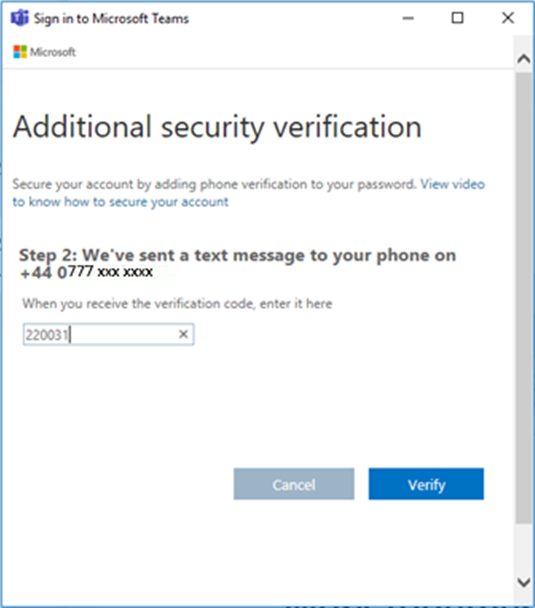 Sign in to Microsoft Teams
Microsoft
Additional security verification
Secure your account by adding phone verification to your password. View video
to know how to secure your account
Step 2: We've sent a text message to your phone on
+44 0777 xxx xxxx
When you receive the verification code, enter it here
220031
Cancel
Verify